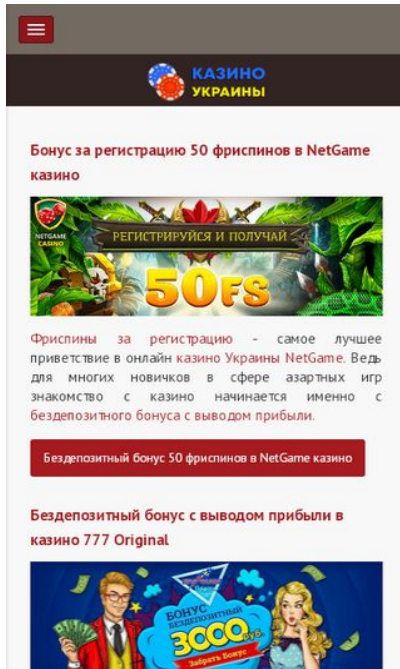 КАЗИНО
УКРАИНЫ
Бонус за регистрацию 50 фриспинов в NetGame
казино
NETGAME
CASINO
РЕГИСТРИРУЙСЯ И ПОЛУЧАЙ
50FS
Фриспины за регистрацию - самое лучшее
приветствие в онлайн казино Украины NetGame. Ведь
для многих новичков в сфере азартных игр
знакомство с казино начинается именно с
бездепозитного бонуса с выводом прибыли.
Бездепозитный бонус 50 фриспинов в NetGame казино
Бездепозитный бонус с выводом прибыли в
казино 777 Original
БОНУС
БЕЗДЕПОЗИТНЫЙ
3000 РУБ.
Забрать Бонус